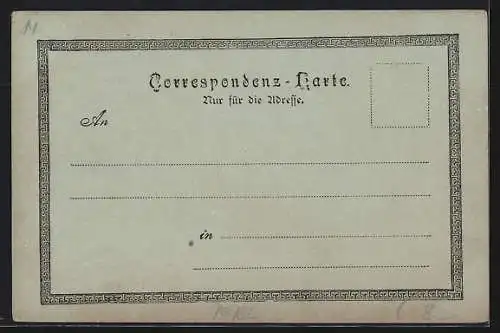 Correspondenz-Karte.
Nur für die Adresse.
An
in